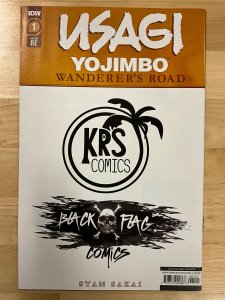 IDW
1
RE
USAGI
YOJIMBO
WANDERER'S ROAD
KRS
COMICS
BLACK FLAG
COMICS
STAN SAKAI